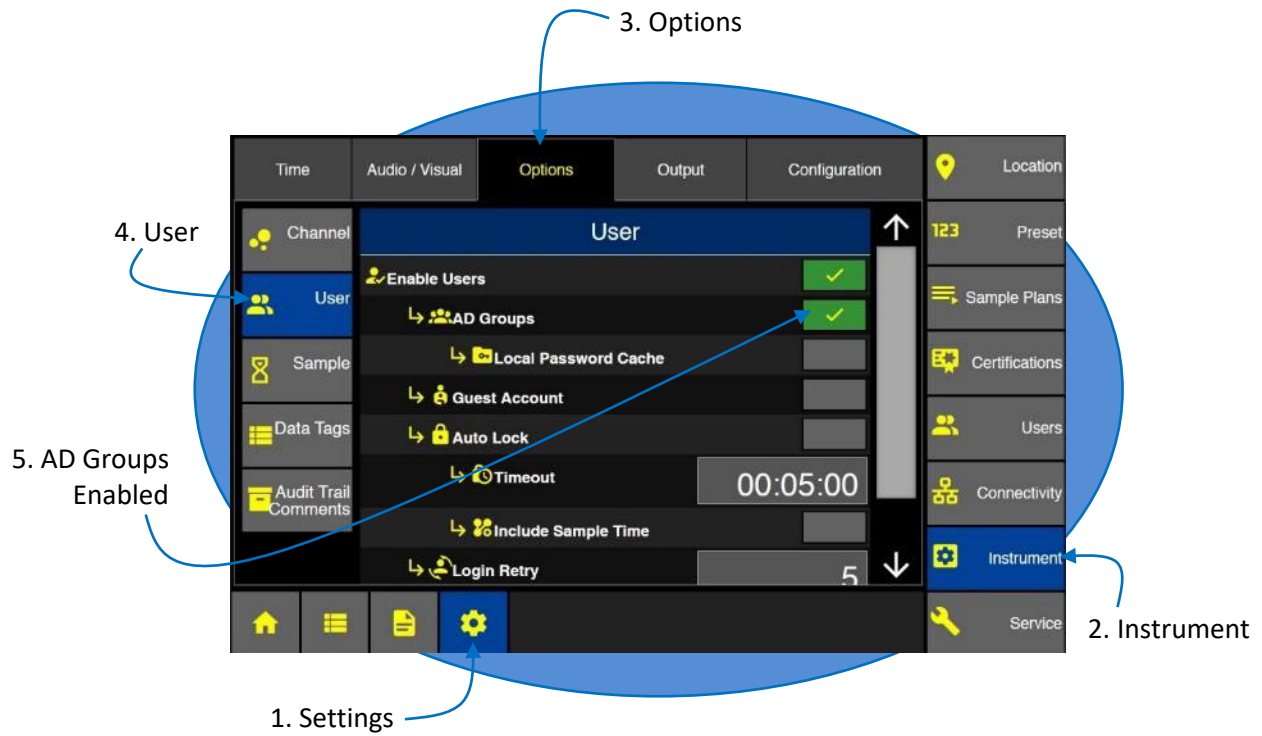 3. Options
Time
Audio / Visual
Options
Output
Configuration
Location
4. User
Channel
User
123
Preset
Enable Users
User
AD Groups
Sample Plans
Sample
Local Password Cache
Certifications
Guest Account
Data Tags
Auto Lock
Users
5. AD Groups
Enabled
Timeout
00:05:00
Audit Trail
Comments
Connectivity
Include Sample Time
Login Retry
5
Instrument
Service
2. Instrument
1. Settings